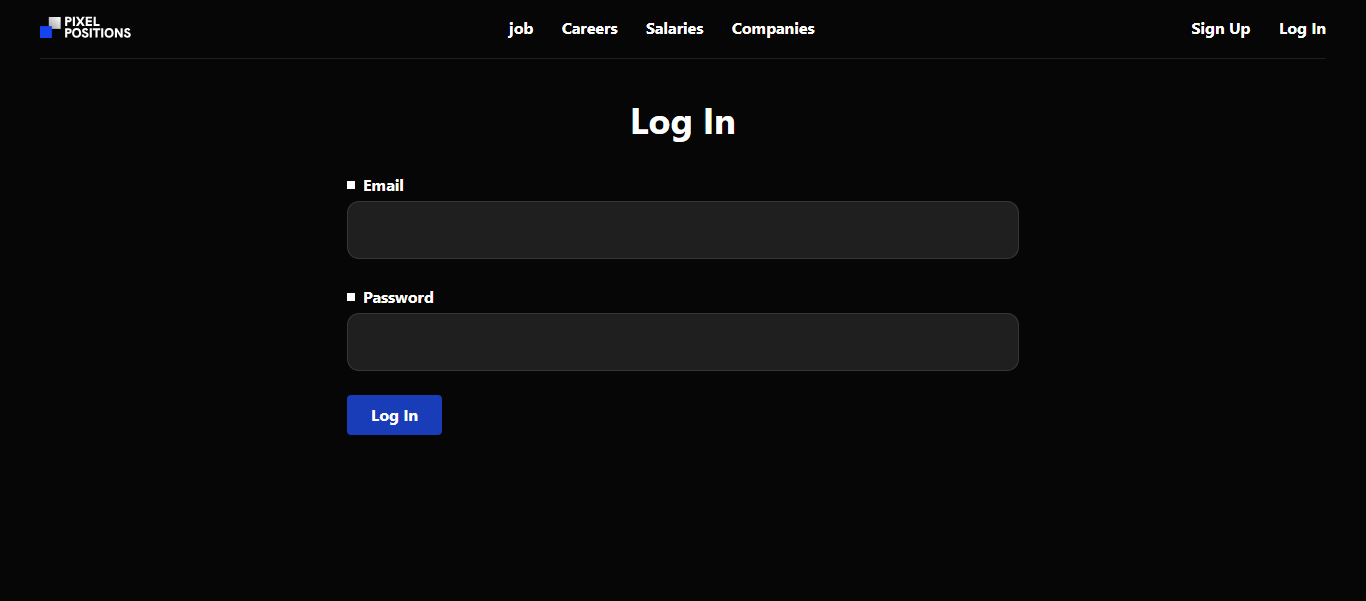 PIXEL
POSITIONS
job Careers Salaries Companies
Sign Up Log In
Log In
Email
Password
Log In